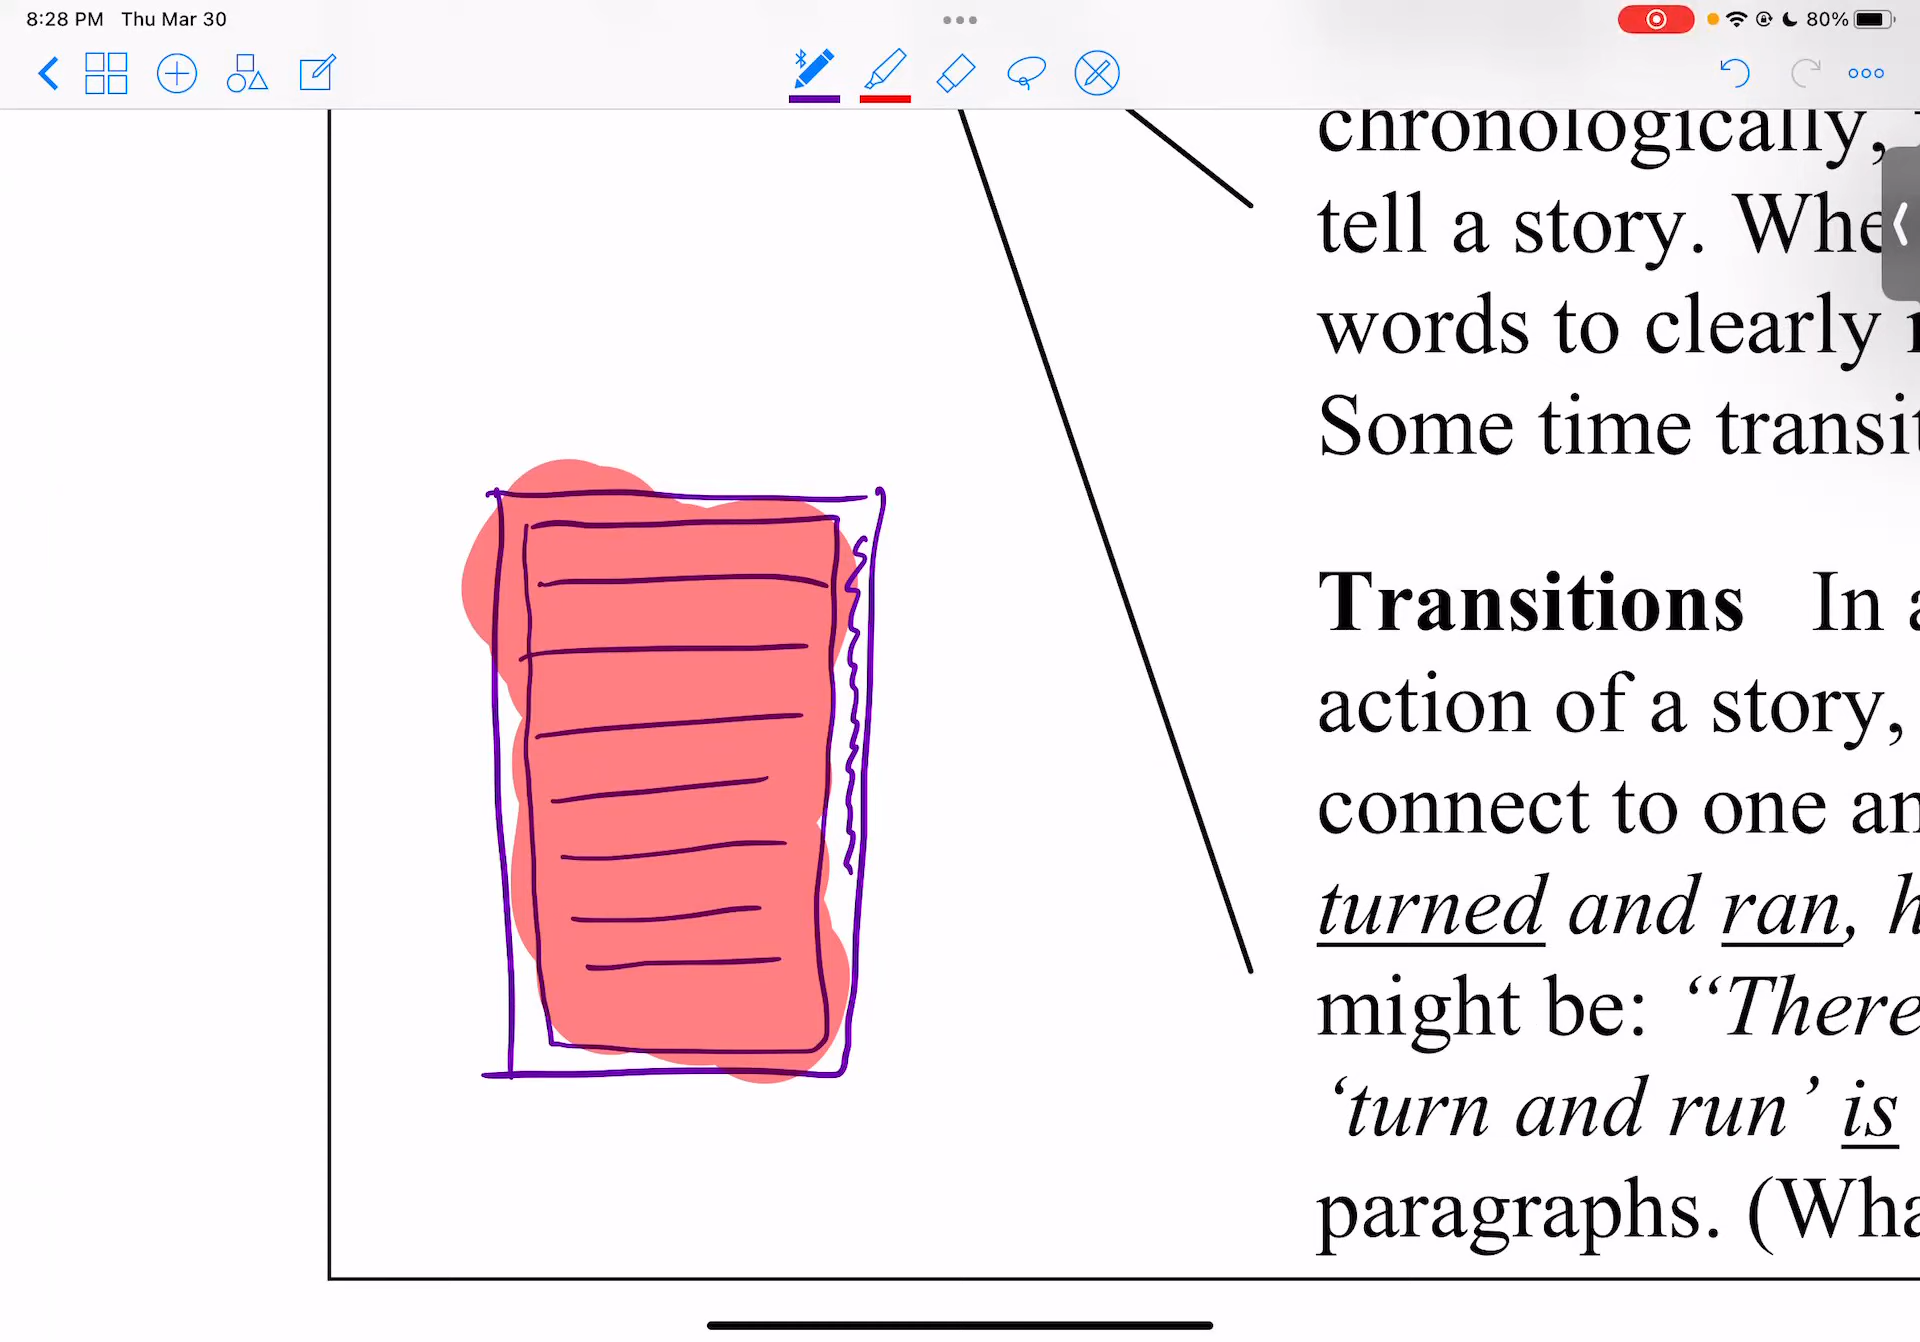 8:28 PM Thu Mar 30
80%
chronologically,
tell a story. Whe
words to clearly
Some time transit
Transitions In a
action of a story,
connect to one an
turned and ran, h
might be: “There
‘turn and run’ is
paragraphs. (Wha